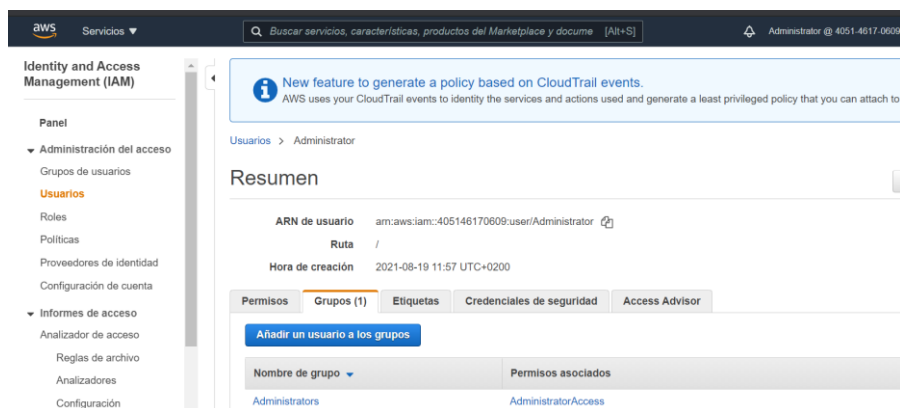 aws Servicios ▼ Buscar servicios, características, productos del Marketplace y docume [Alt+S] Administrator @ 4051-4617-0609
Identity and Access
Management (IAM)
Panel
Administración del acceso
Grupos de usuarios
Usuarios
Roles
Políticas
Proveedores de identidad
Configuración de cuenta
Informes de acceso
Analizador de acceso
Reglas de archivo
Analizadores
Configuración
New feature to generate a policy based on CloudTrail events.
AWS uses your CloudTrail events to identify the services and actions used and generate a least privileged policy that you can attach to
Usuarios > Administrator
Resumen
ARN de usuario arn:aws:iam::405146170609:user/Administrator
Ruta /
Hora de creación 2021-08-19 11:57 UTC+0200
Permisos Grupos (1) Etiquetas Credenciales de seguridad Access Advisor
Añadir un usuario a los grupos
Nombre de grupo Permisos asociados
Administrators AdministratorAccess